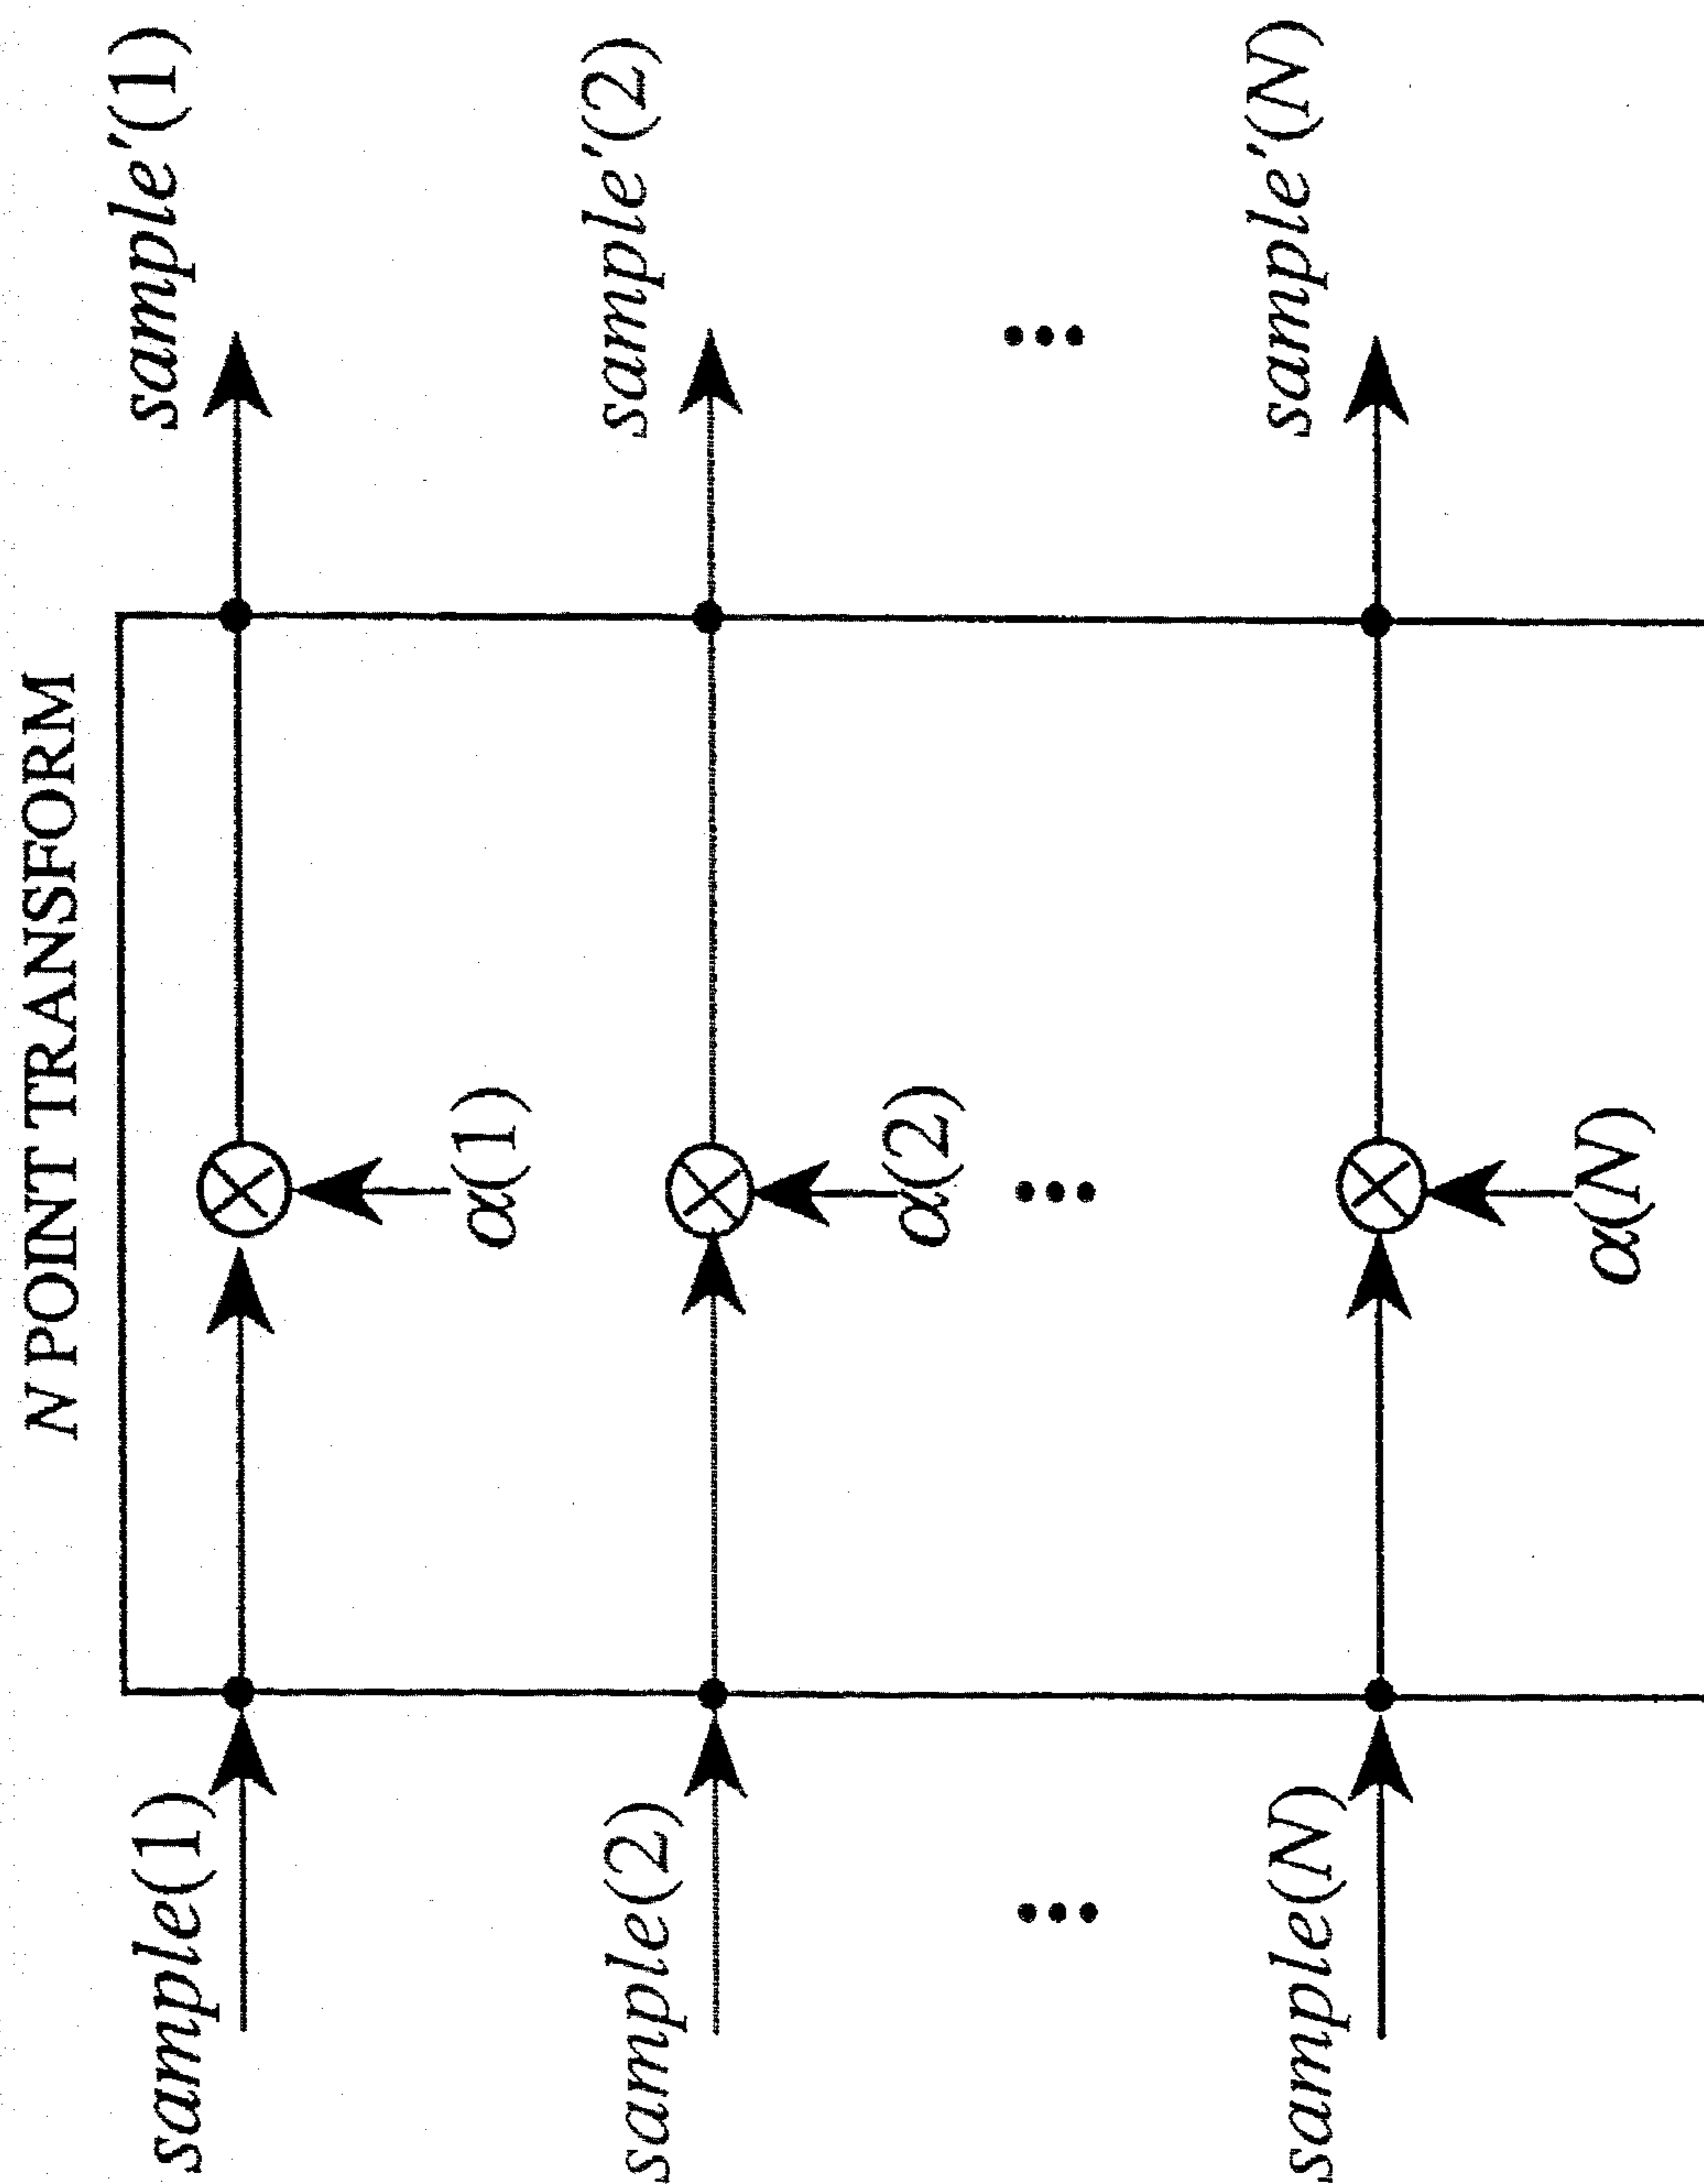 N POINT TRANSFORM
sample(1)
α(1)
sample'(1)
sample(2)
α(2)
sample'(2)
sample(N)
α(N)
sample'(N)